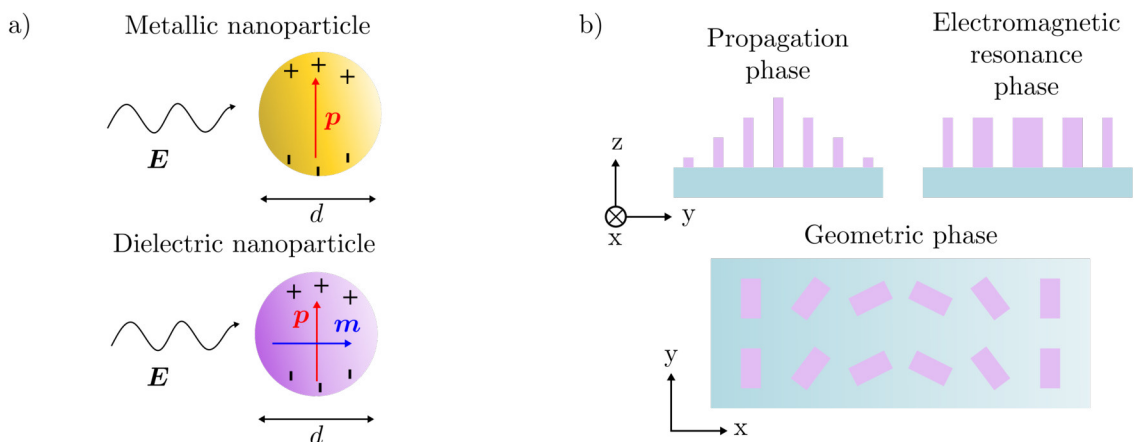 a)
Metallic nanoparticle
+ + +
p
E
- - -
d
Dielectric nanoparticle
+ + +
p
m
E
- - -
d
b)
Propagation
phase
Electromagnetic
resonance
phase
z
y
x
Geometric phase
y
x